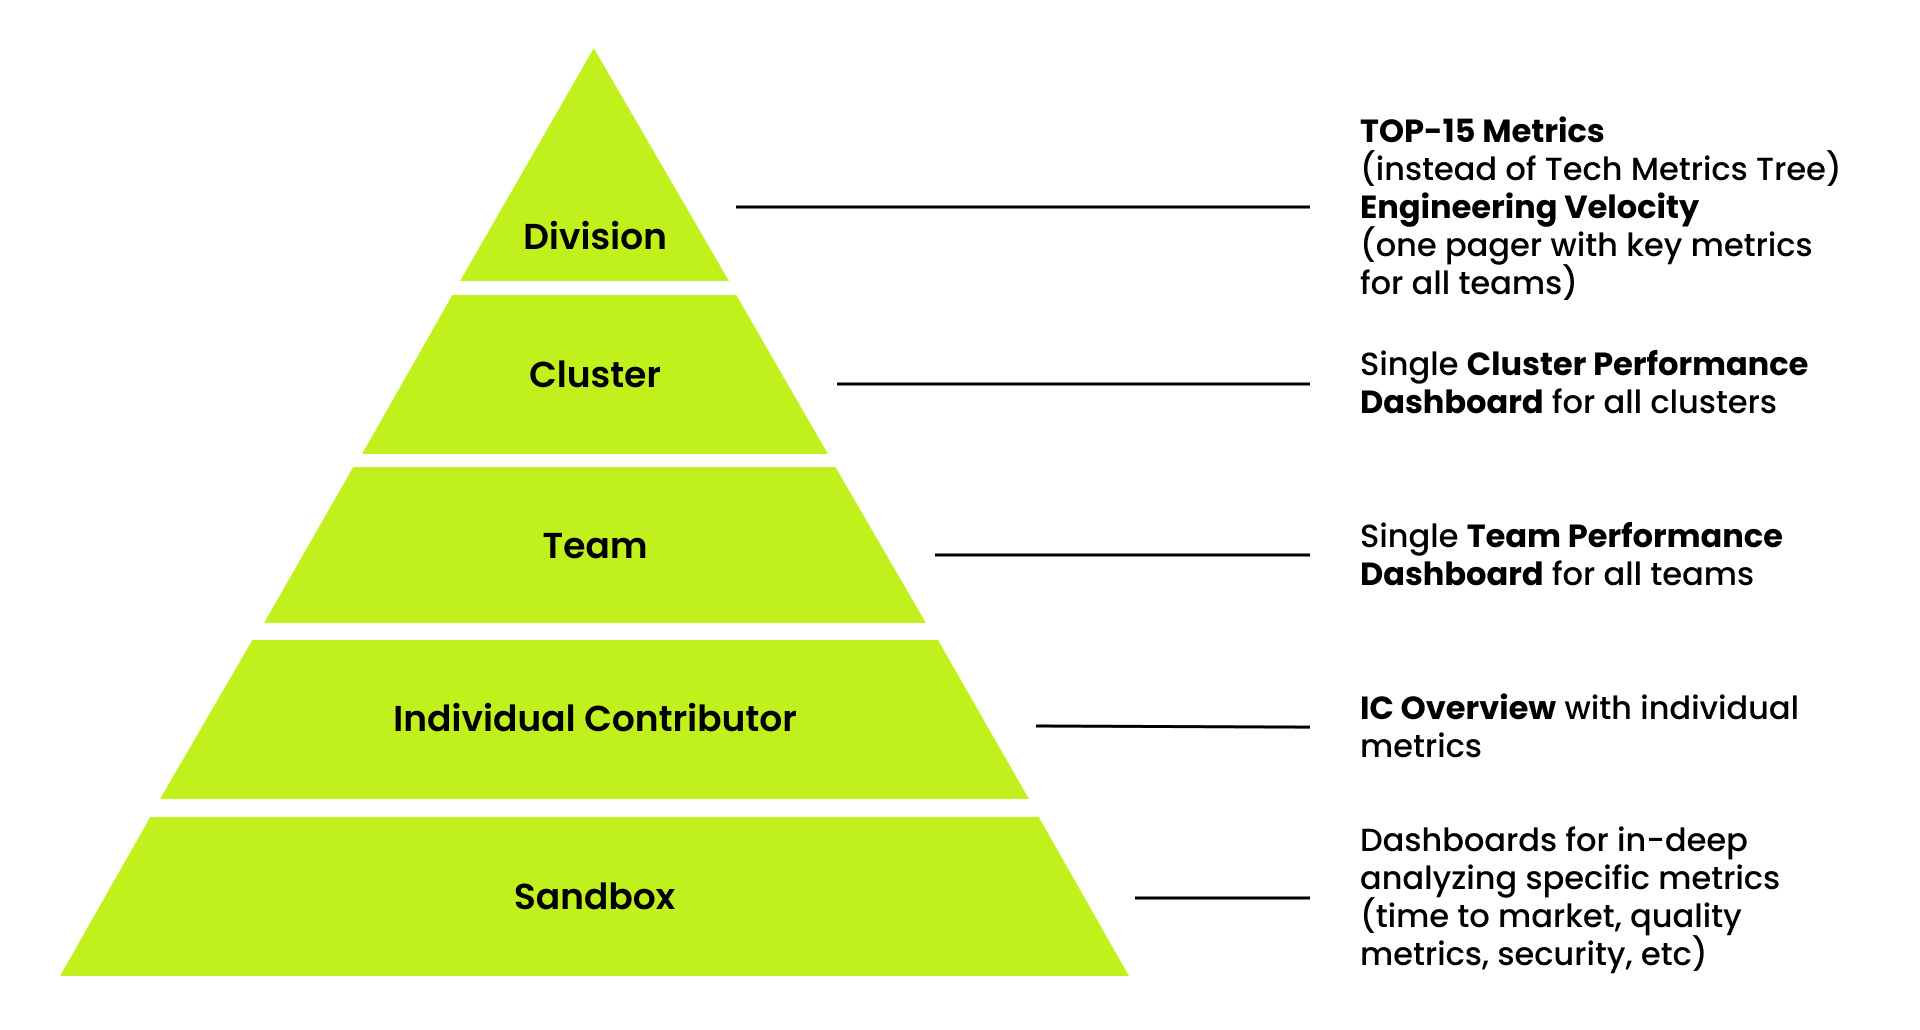 Division
TOP-15 Metrics
(instead of Tech Metrics Tree)
Engineering Velocity
(one pager with key metrics
for all teams)
Cluster
Single Cluster Performance
Dashboard for all clusters
Team
Single Team Performance
Dashboard for all teams
Individual Contributor
IC Overview with individual
metrics
Sandbox
Dashboards for in-deep
analyzing specific metrics
(time to market, quality
metrics, security, etc)